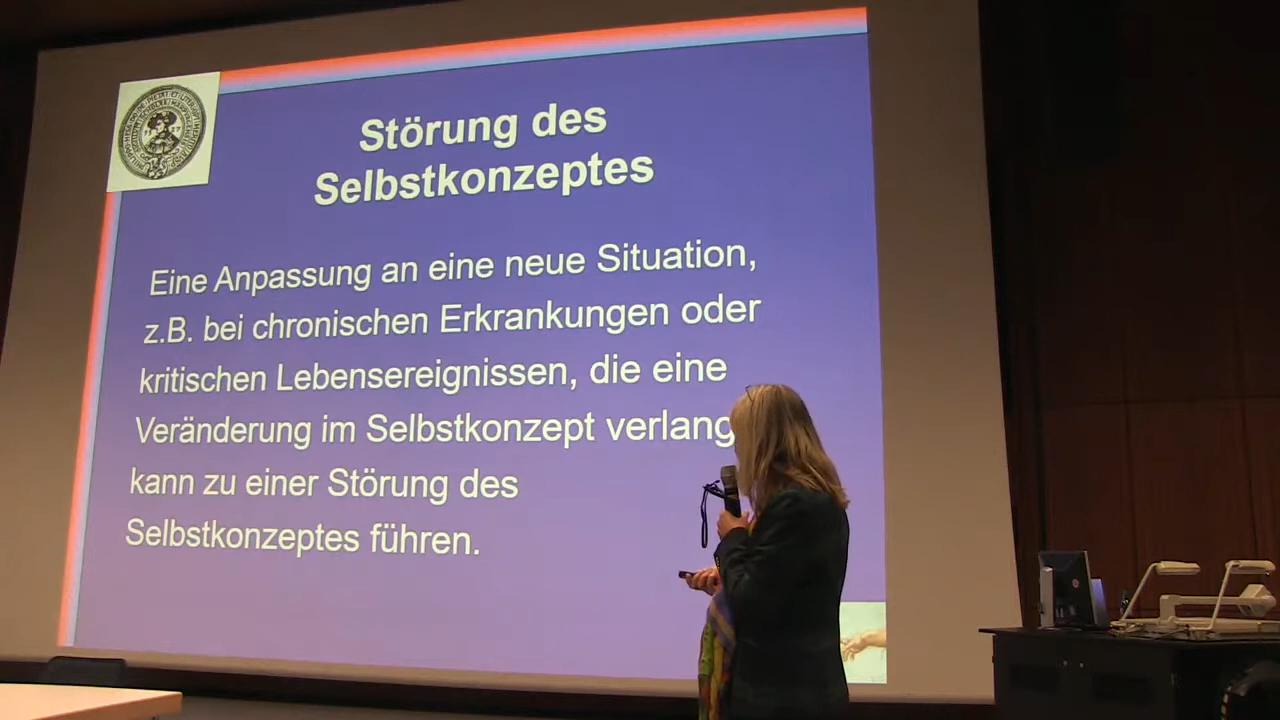 Störung des
Selbstkonzeptes
Eine Anpassung an eine neue Situation,
z.B. bei chronischen Erkrankungen oder
kritischen Lebensereignissen, die eine
Veränderung im Selbstkonzept verlang
kann zu einer Störung des
Selbstkonzeptes führen.